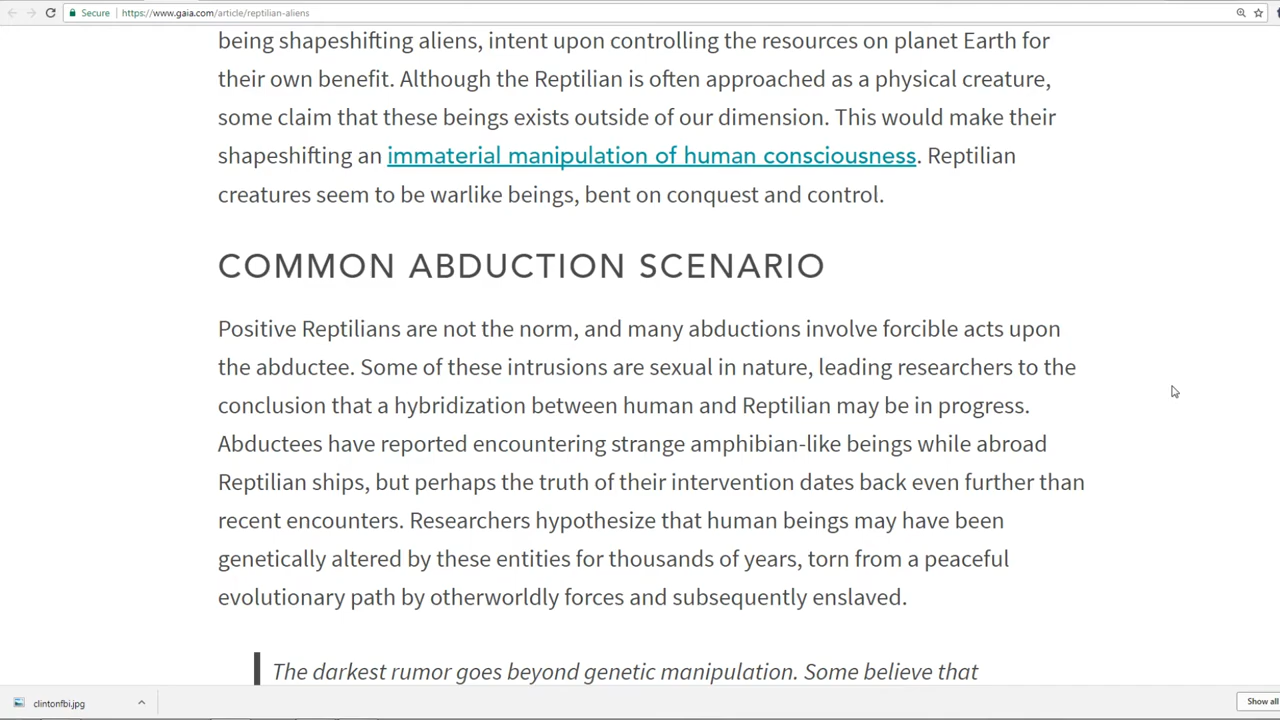 Secure https://www.gaia.com/article/reptilian-aliens
being shapeshifting aliens, intent upon controlling the resources on planet Earth for
their own benefit. Although the Reptilian is often approached as a physical creature,
some claim that these beings exists outside of our dimension. This would make their
shapeshifting an immaterial manipulation of human consciousness. Reptilian
creatures seem to be warlike beings, bent on conquest and control.
COMMON ABDUCTION SCENARIO
Positive Reptilians are not the norm, and many abductions involve forcible acts upon
the abductee. Some of these intrusions are sexual in nature, leading researchers to the
conclusion that a hybridization between human and Reptilian may be in progress.
Abductees have reported encountering strange amphibian-like beings while abroad
Reptilian ships, but perhaps the truth of their intervention dates back even further than
recent encounters. Researchers hypothesize that human beings may have been
genetically altered by these entities for thousands of years, torn from a peaceful
evolutionary path by otherworldly forces and subsequently enslaved.
The darkest rumor goes beyond genetic manipulation. Some believe that
clintonfbi.jpg
Show all